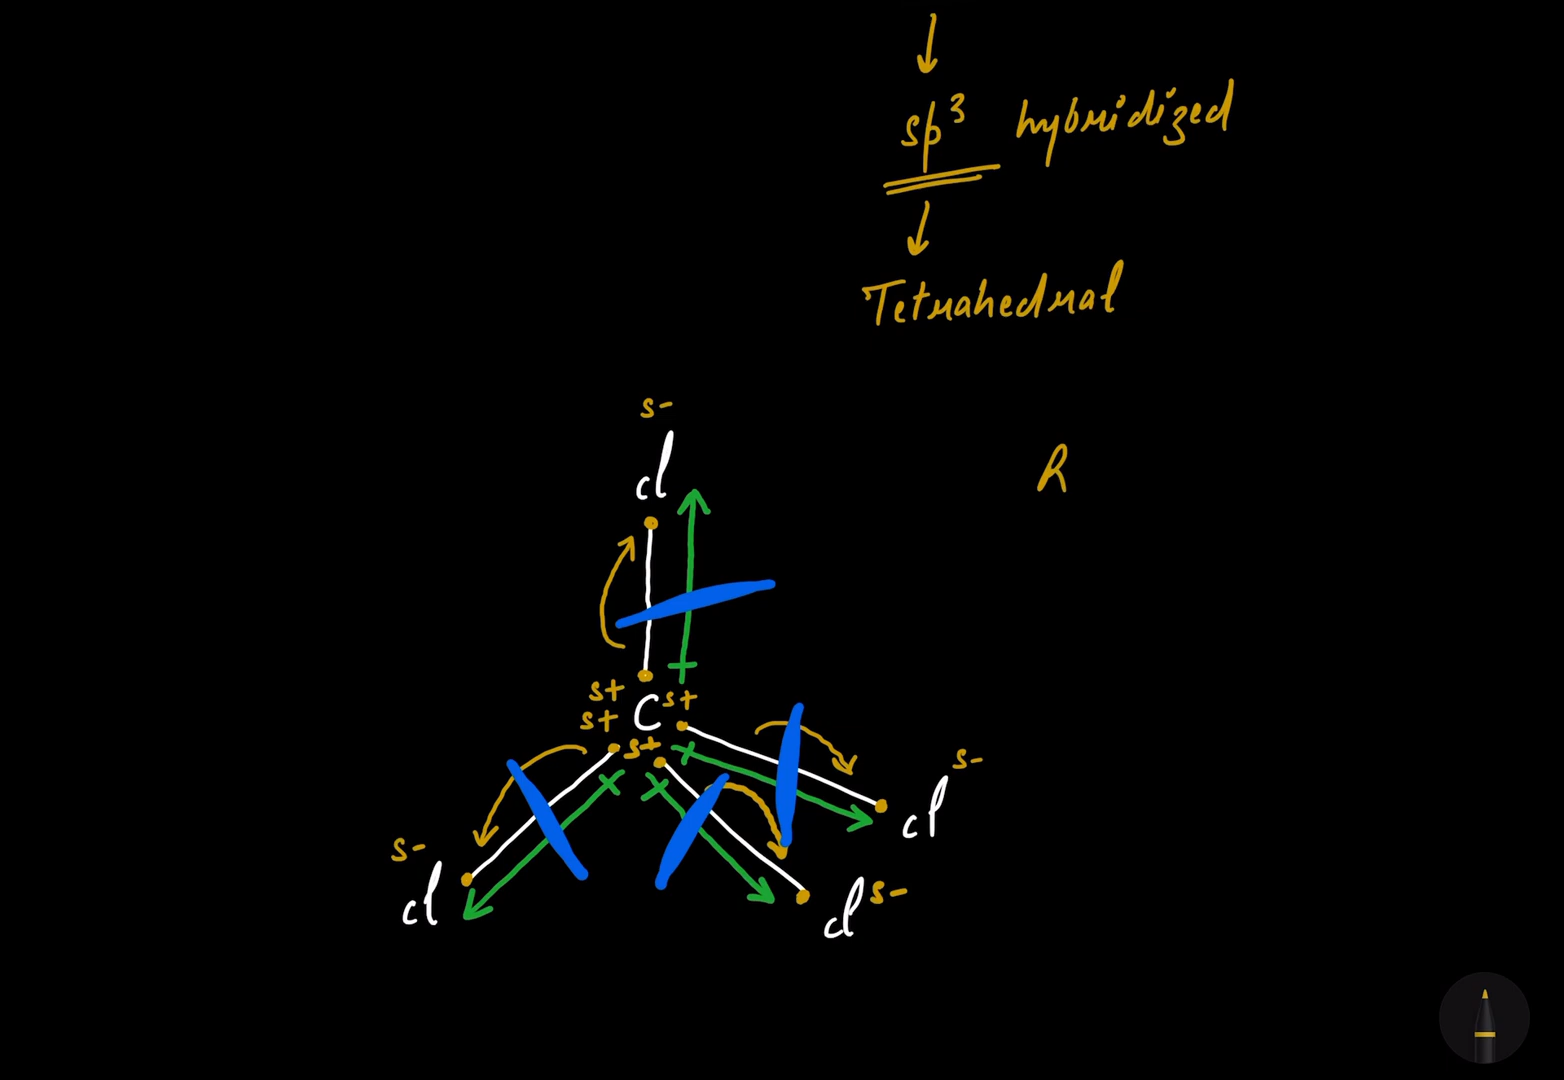 sp³ hybridized
Tetrahedral
s-
cl
R
s+
s+ C s+
s+
s-
cl
s-
cl
cl s-